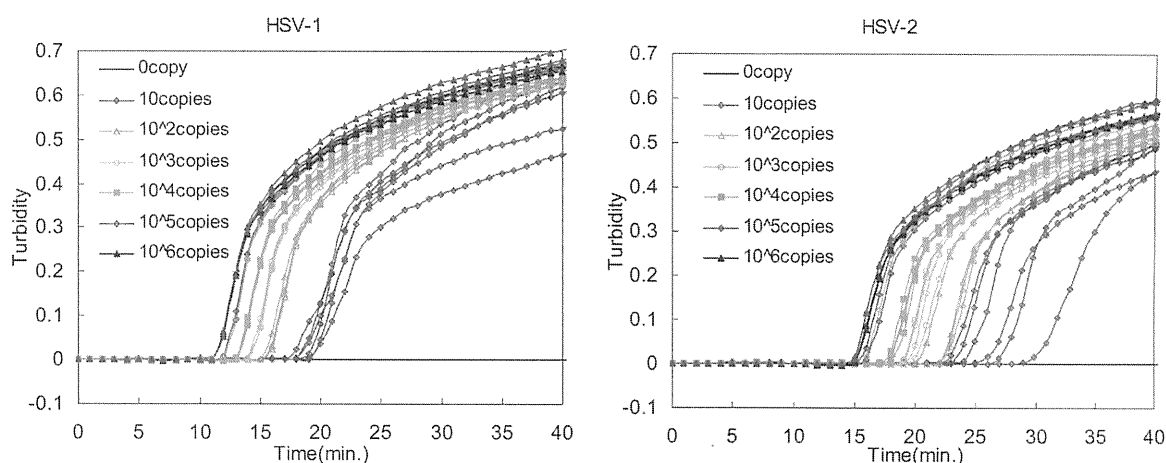 HSV-1
0.7
0.6
0.5
0.4
0.3
0.2
0.1
0
-0.1
Turbidity
0copy
10copies
10^2copies
10^3copies
10^4copies
10^5copies
10^6copies
0 5 10 15 20 25 30 35 40
Time(min.)
HSV-2
0.7
0.6
0.5
0.4
0.3
0.2
0.1
0
-0.1
Turbidity
0copy
10copies
10^2copies
10^3copies
10^4copies
10^5copies
10^6copies
0 5 10 15 20 25 30 35 40
Time(min.)